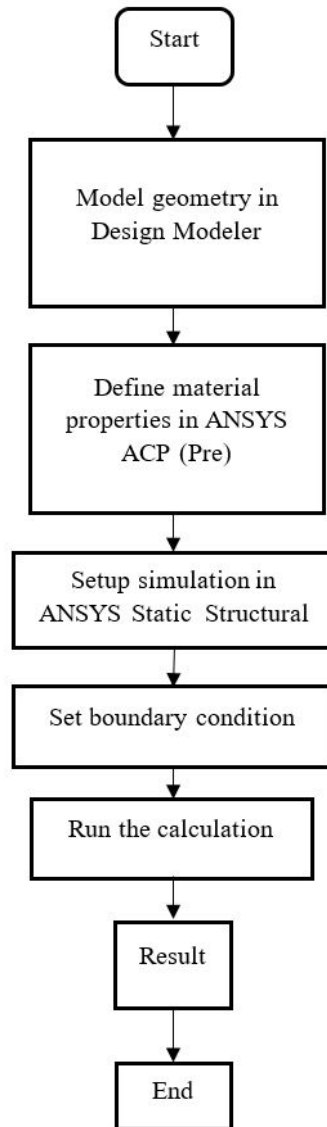 Start
Model geometry in
Design Modeler
Define material
properties in ANSYS
ACP (Pre)
Setup simulation in
ANSYS Static Structural
Set boundary condition
Run the calculation
Result
End